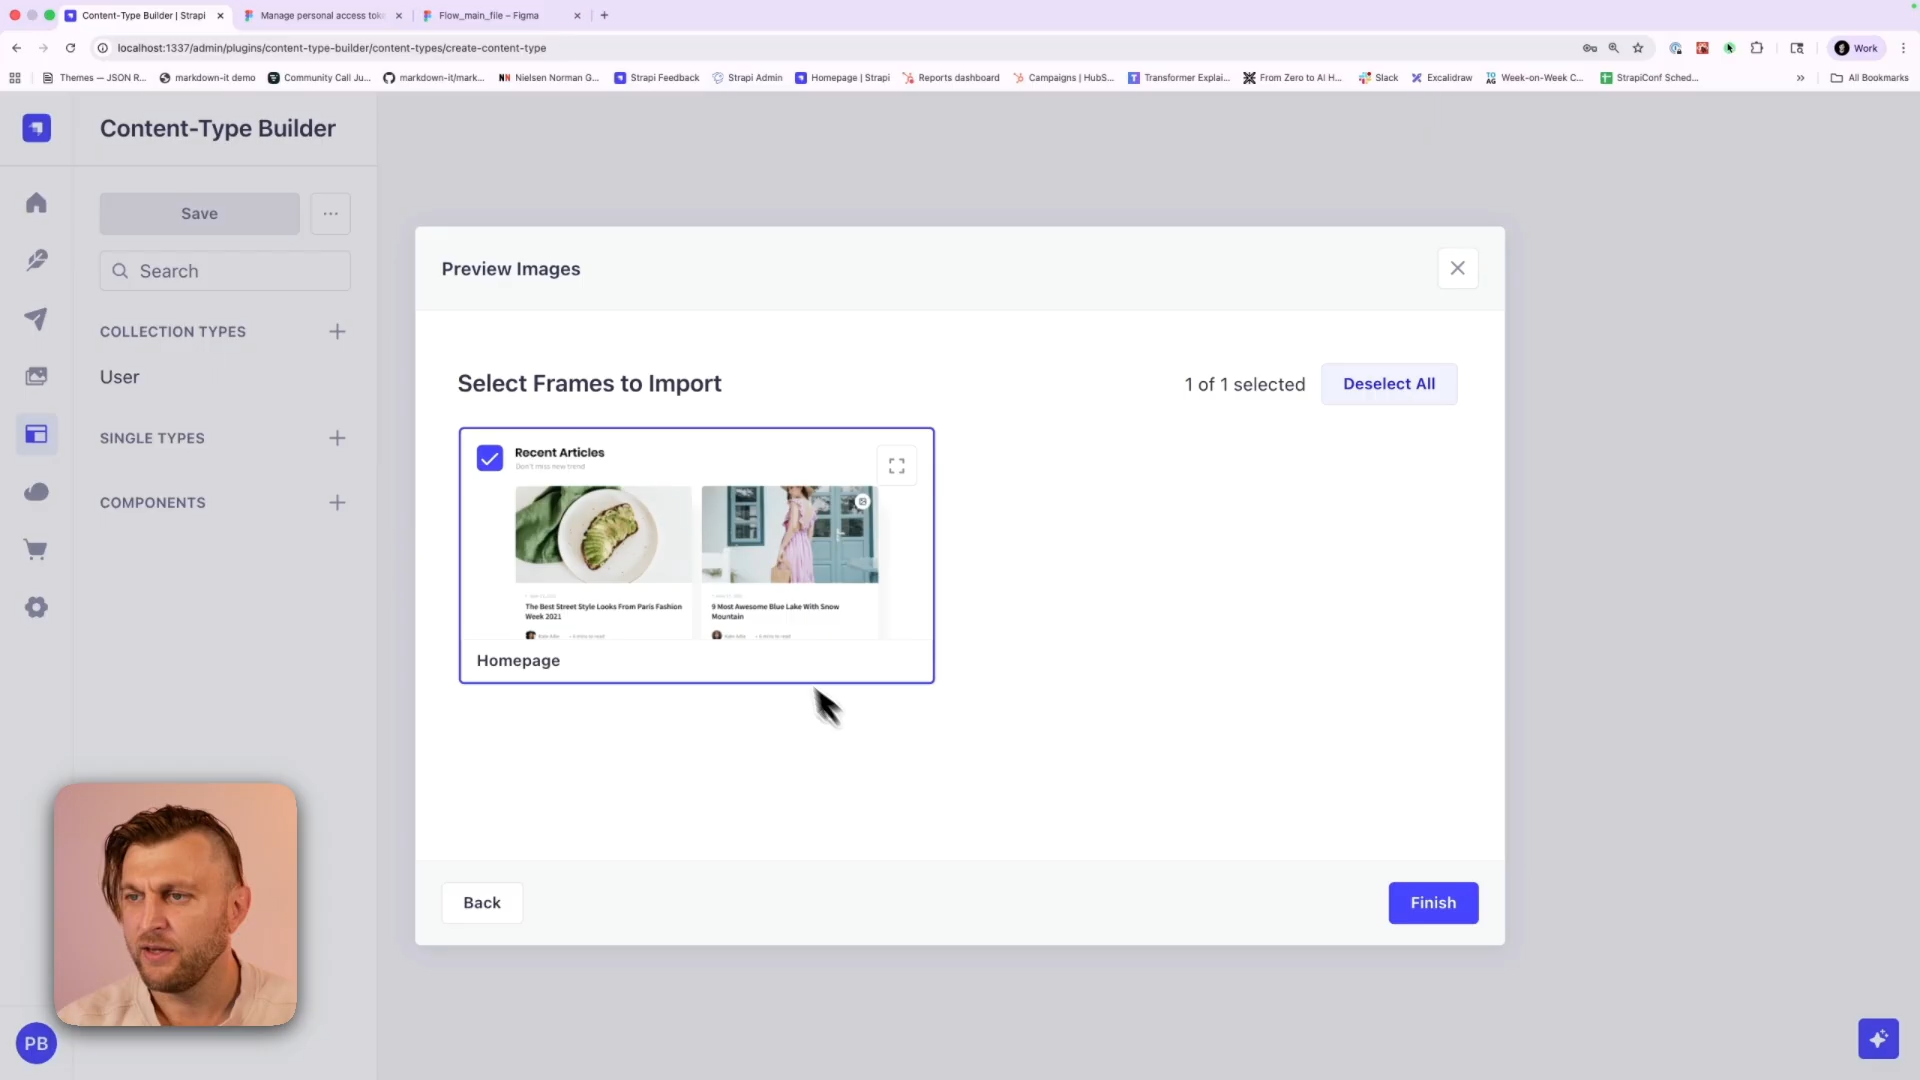 Content-Type Builder | Strapi
Manage personal access toke
Flow_main_file – Figma
localhost:1337/admin/plugins/content-type-builder/content-types/create-content-type
Work
Themes — JSON R...
markdown-it demo
Community Call Ju...
markdown-it/mark...
NN Nielsen Norman G...
Strapi Feedback
Strapi Admin
Homepage | Strapi
Reports dashboard
Campaigns | HubS...
Transformer Explai...
From Zero to AI H...
Slack
Excalidraw
Week-on-Week C...
StrapiConf Sched...
All Bookmarks
Content-Type Builder
Save
Search
COLLECTION TYPES
User
SINGLE TYPES
COMPONENTS
PB
Preview Images
Select Frames to Import
1 of 1 selected
Deselect All
Recent Articles
Don't miss new trend
The Best Street Style Looks From Paris Fashion
Week 2021
9 Most Awesome Blue Lake With Snow
Mountain
Homepage
Back
Finish